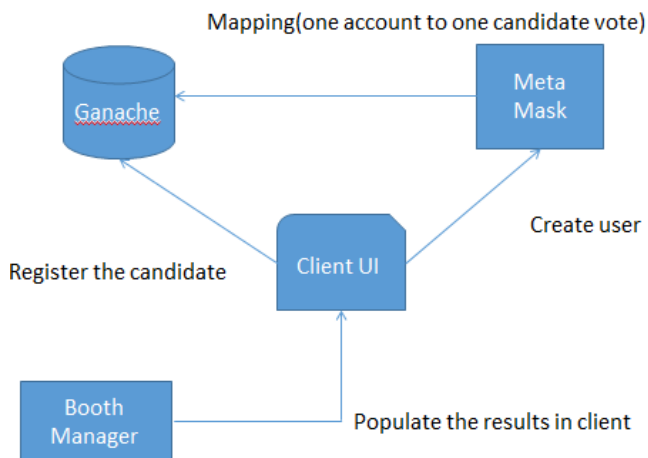 Mapping(one account to one candidate vote)
Ganache
Meta
Mask
Create user
Client UI
Register the candidate
Booth
Manager
Populate the results in client